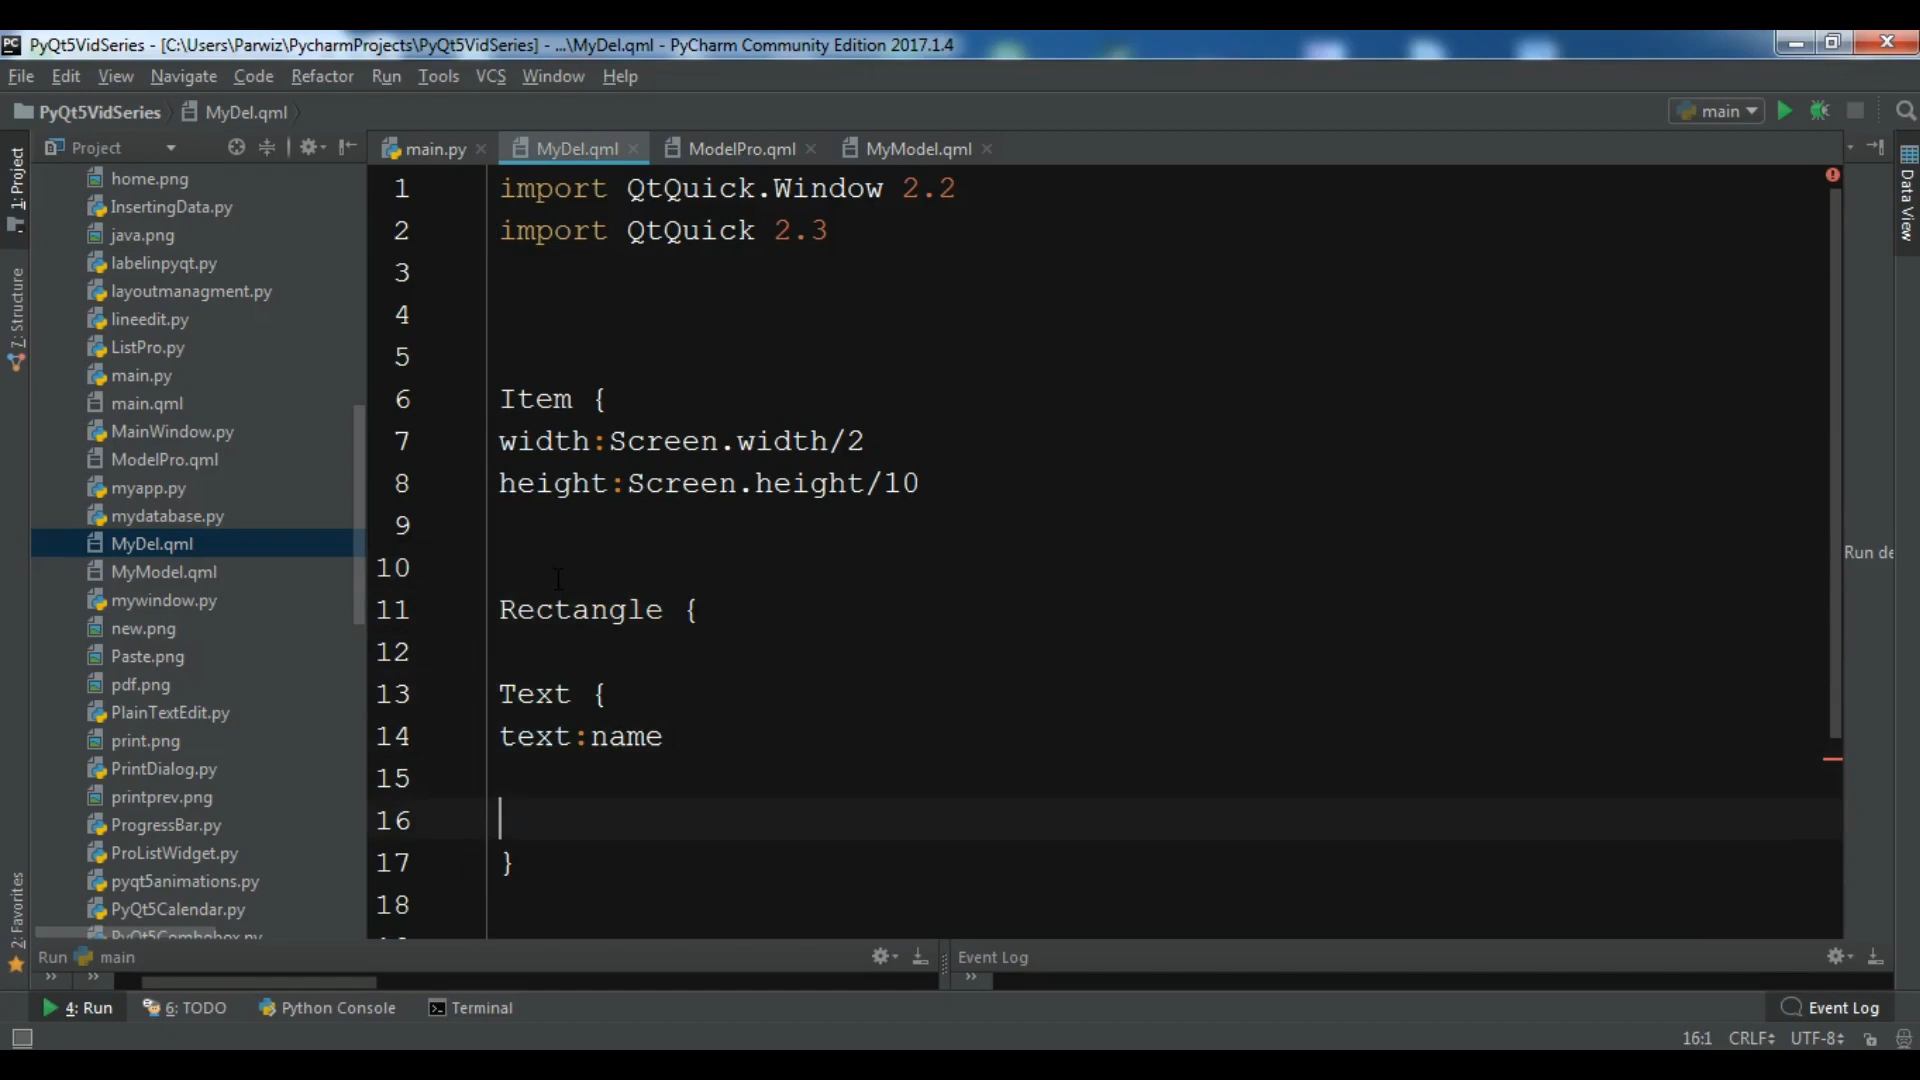 PyQt5VidSeries - [C:\Users\Parwiz\PycharmProjects\PyQt5VidSeries] - ...\MyDel.qml - PyCharm Community Edition 2017.1.4
File Edit View Navigate Code Refactor Run Tools VCS Window Help
PyQt5VidSeries MyDel.qml main
Project main.py MyDel.qml ModelPro.qml MyModel.qml
1: Project
7: Structure
2: Favorites
home.png
InsertingData.py
java.png
labelinpyqt.py
layoutmanagment.py
lineedit.py
ListPro.py
main.py
main.qml
MainWindow.py
ModelPro.qml
myapp.py
mydatabase.py
MyDel.qml
MyModel.qml
mywindow.py
new.png
Paste.png
pdf.png
PlainTextEdit.py
print.png
PrintDialog.py
printprev.png
ProgressBar.py
ProListWidget.py
pyqt5animations.py
PyQt5Calendar.py
PyQt5Combobox.py
1 import QtQuick.Window 2.2
2 import QtQuick 2.3
3
4
5
6 Item {
7 width:Screen.width/2
8 height:Screen.height/10
9
10
11 Rectangle {
12
13 Text {
14 text:name
15
16
17 }
18
Data View
Run de
Run main
Event Log
4: Run 6: TODO Python Console Terminal Event Log
16:1 CRLF UTF-8